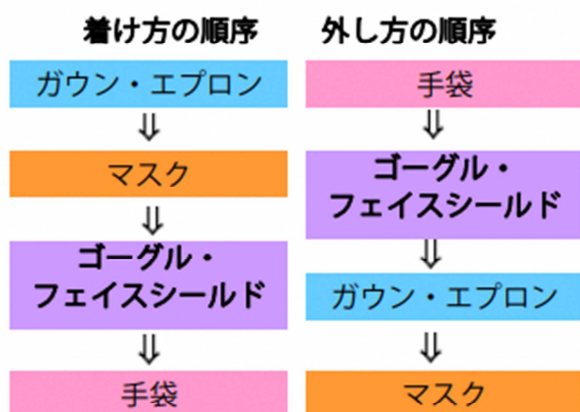 着け方の順序
ガウン・エプロン
⇓
マスク
⇓
ゴーグル・
フェイスシールド
⇓
手袋
外し方の順序
手袋
⇓
ゴーグル・
フェイスシールド
⇓
ガウン・エプロン
⇓
マスク